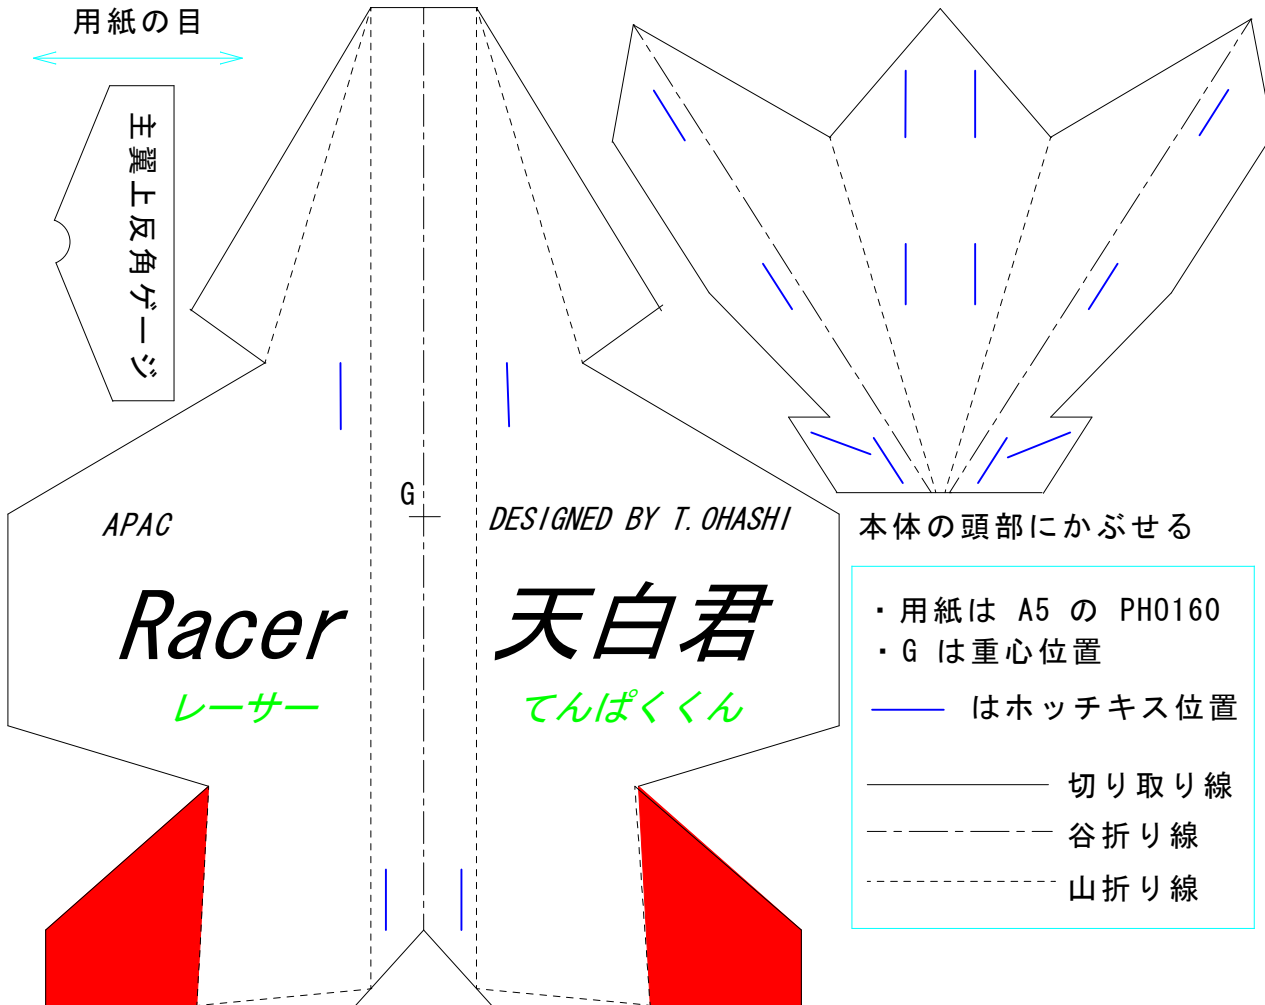 用紙の目
主翼上反角ゲージ
G
APAC
DESIGNED BY T.OHASHI
Racer 天白君
レーサー てんぱくくん
本体の頭部にかぶせる
・用紙は A5 の PHO160
・G は重心位置
はホッチキス位置
切り取り線
谷折り線
山折り線